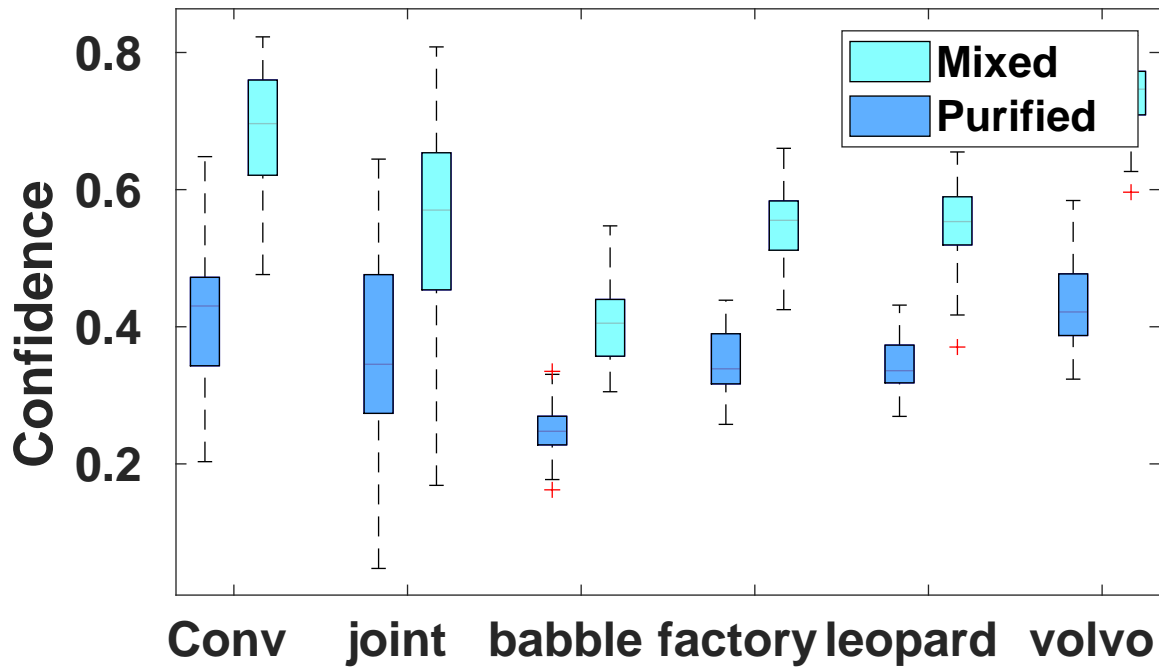 Confidence
0.8
0.6
0.4
0.2
Mixed
Purified
Conv joint babble factory leopard volvo